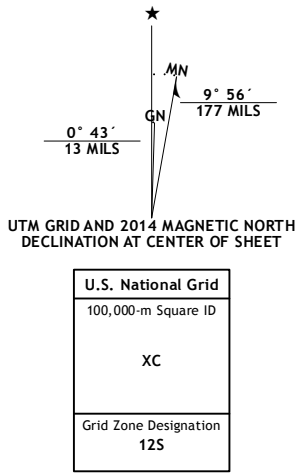 MN
GN
9° 56´
177 MILS
0° 43´
13 MILS
UTM GRID AND 2014 MAGNETIC NORTH
DECLINATION AT CENTER OF SHEET
U.S. National Grid
100,000-m Square ID
XC
Grid Zone Designation
12S